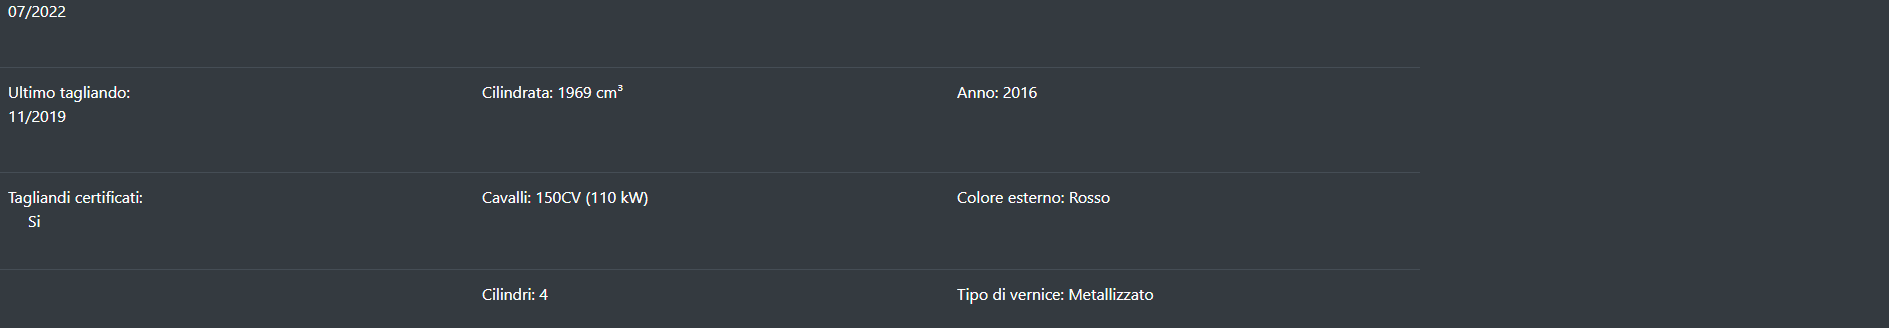 07/2022
Ultimo tagliando:
11/2019
Cilindrata: 1969 cm³
Anno: 2016
Tagliandi certificati:
Si
Cavalli: 150CV (110 kW)
Colore esterno: Rosso
Cilindri: 4
Tipo di vernice: Metallizzato